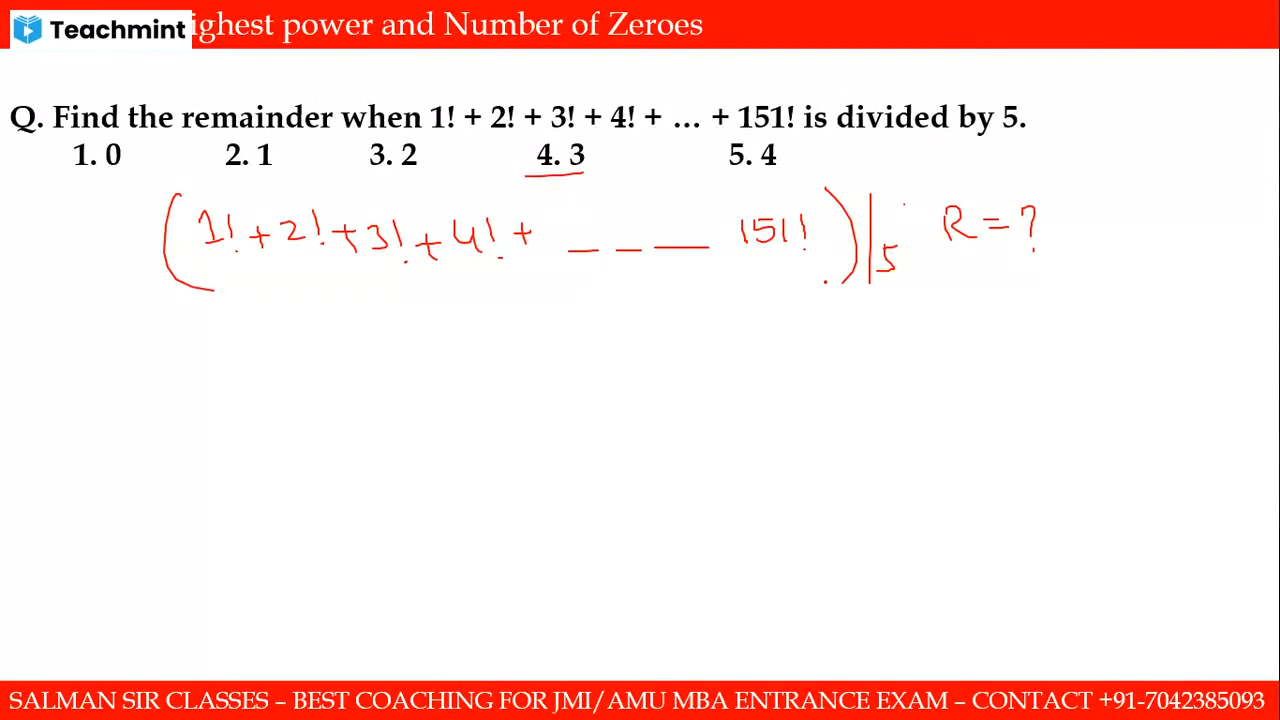 Teachmint ighest power and Number of Zeroes
Q. Find the remainder when 1! + 2! + 3! + 4! + … + 151! is divided by 5.
1. 0 2. 1 3. 2 4. 3 5. 4
(1! + 2! + 3! + 4! + _ _ _ 151!) | 5 R = ?
SALMAN SIR CLASSES – BEST COACHING FOR JMI/AMU MBA ENTRANCE EXAM – CONTACT +91-7042385093